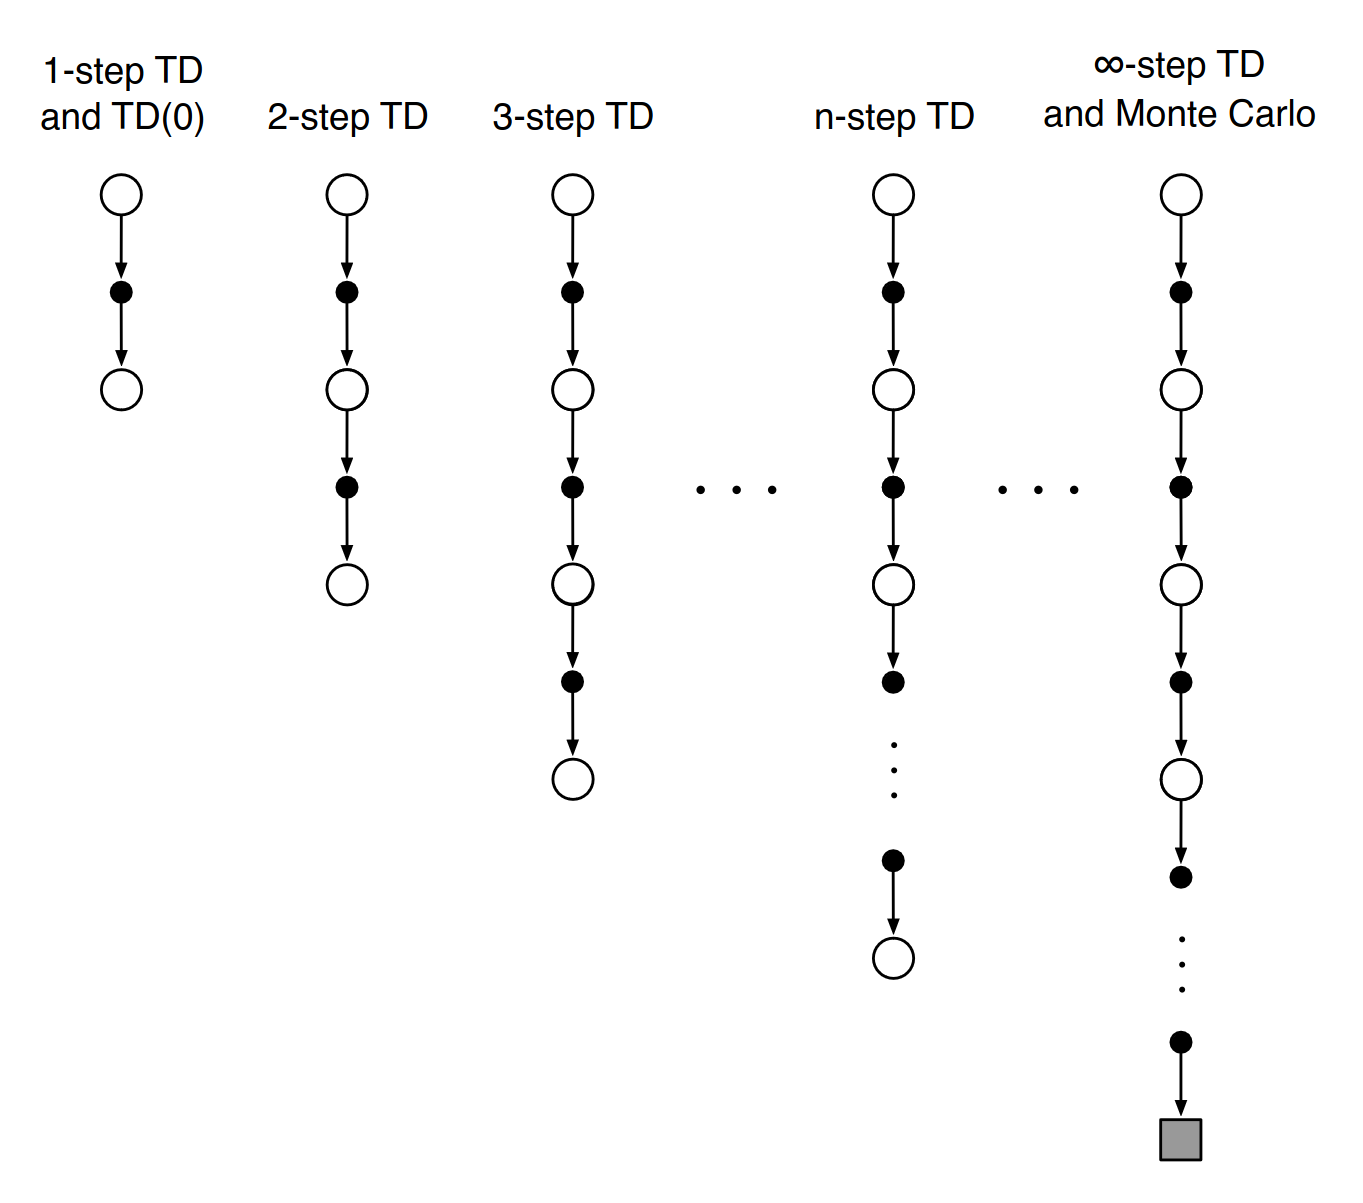 1-step TD
and TD(0)
2-step TD
3-step TD
n-step TD
∞-step TD
and Monte Carlo